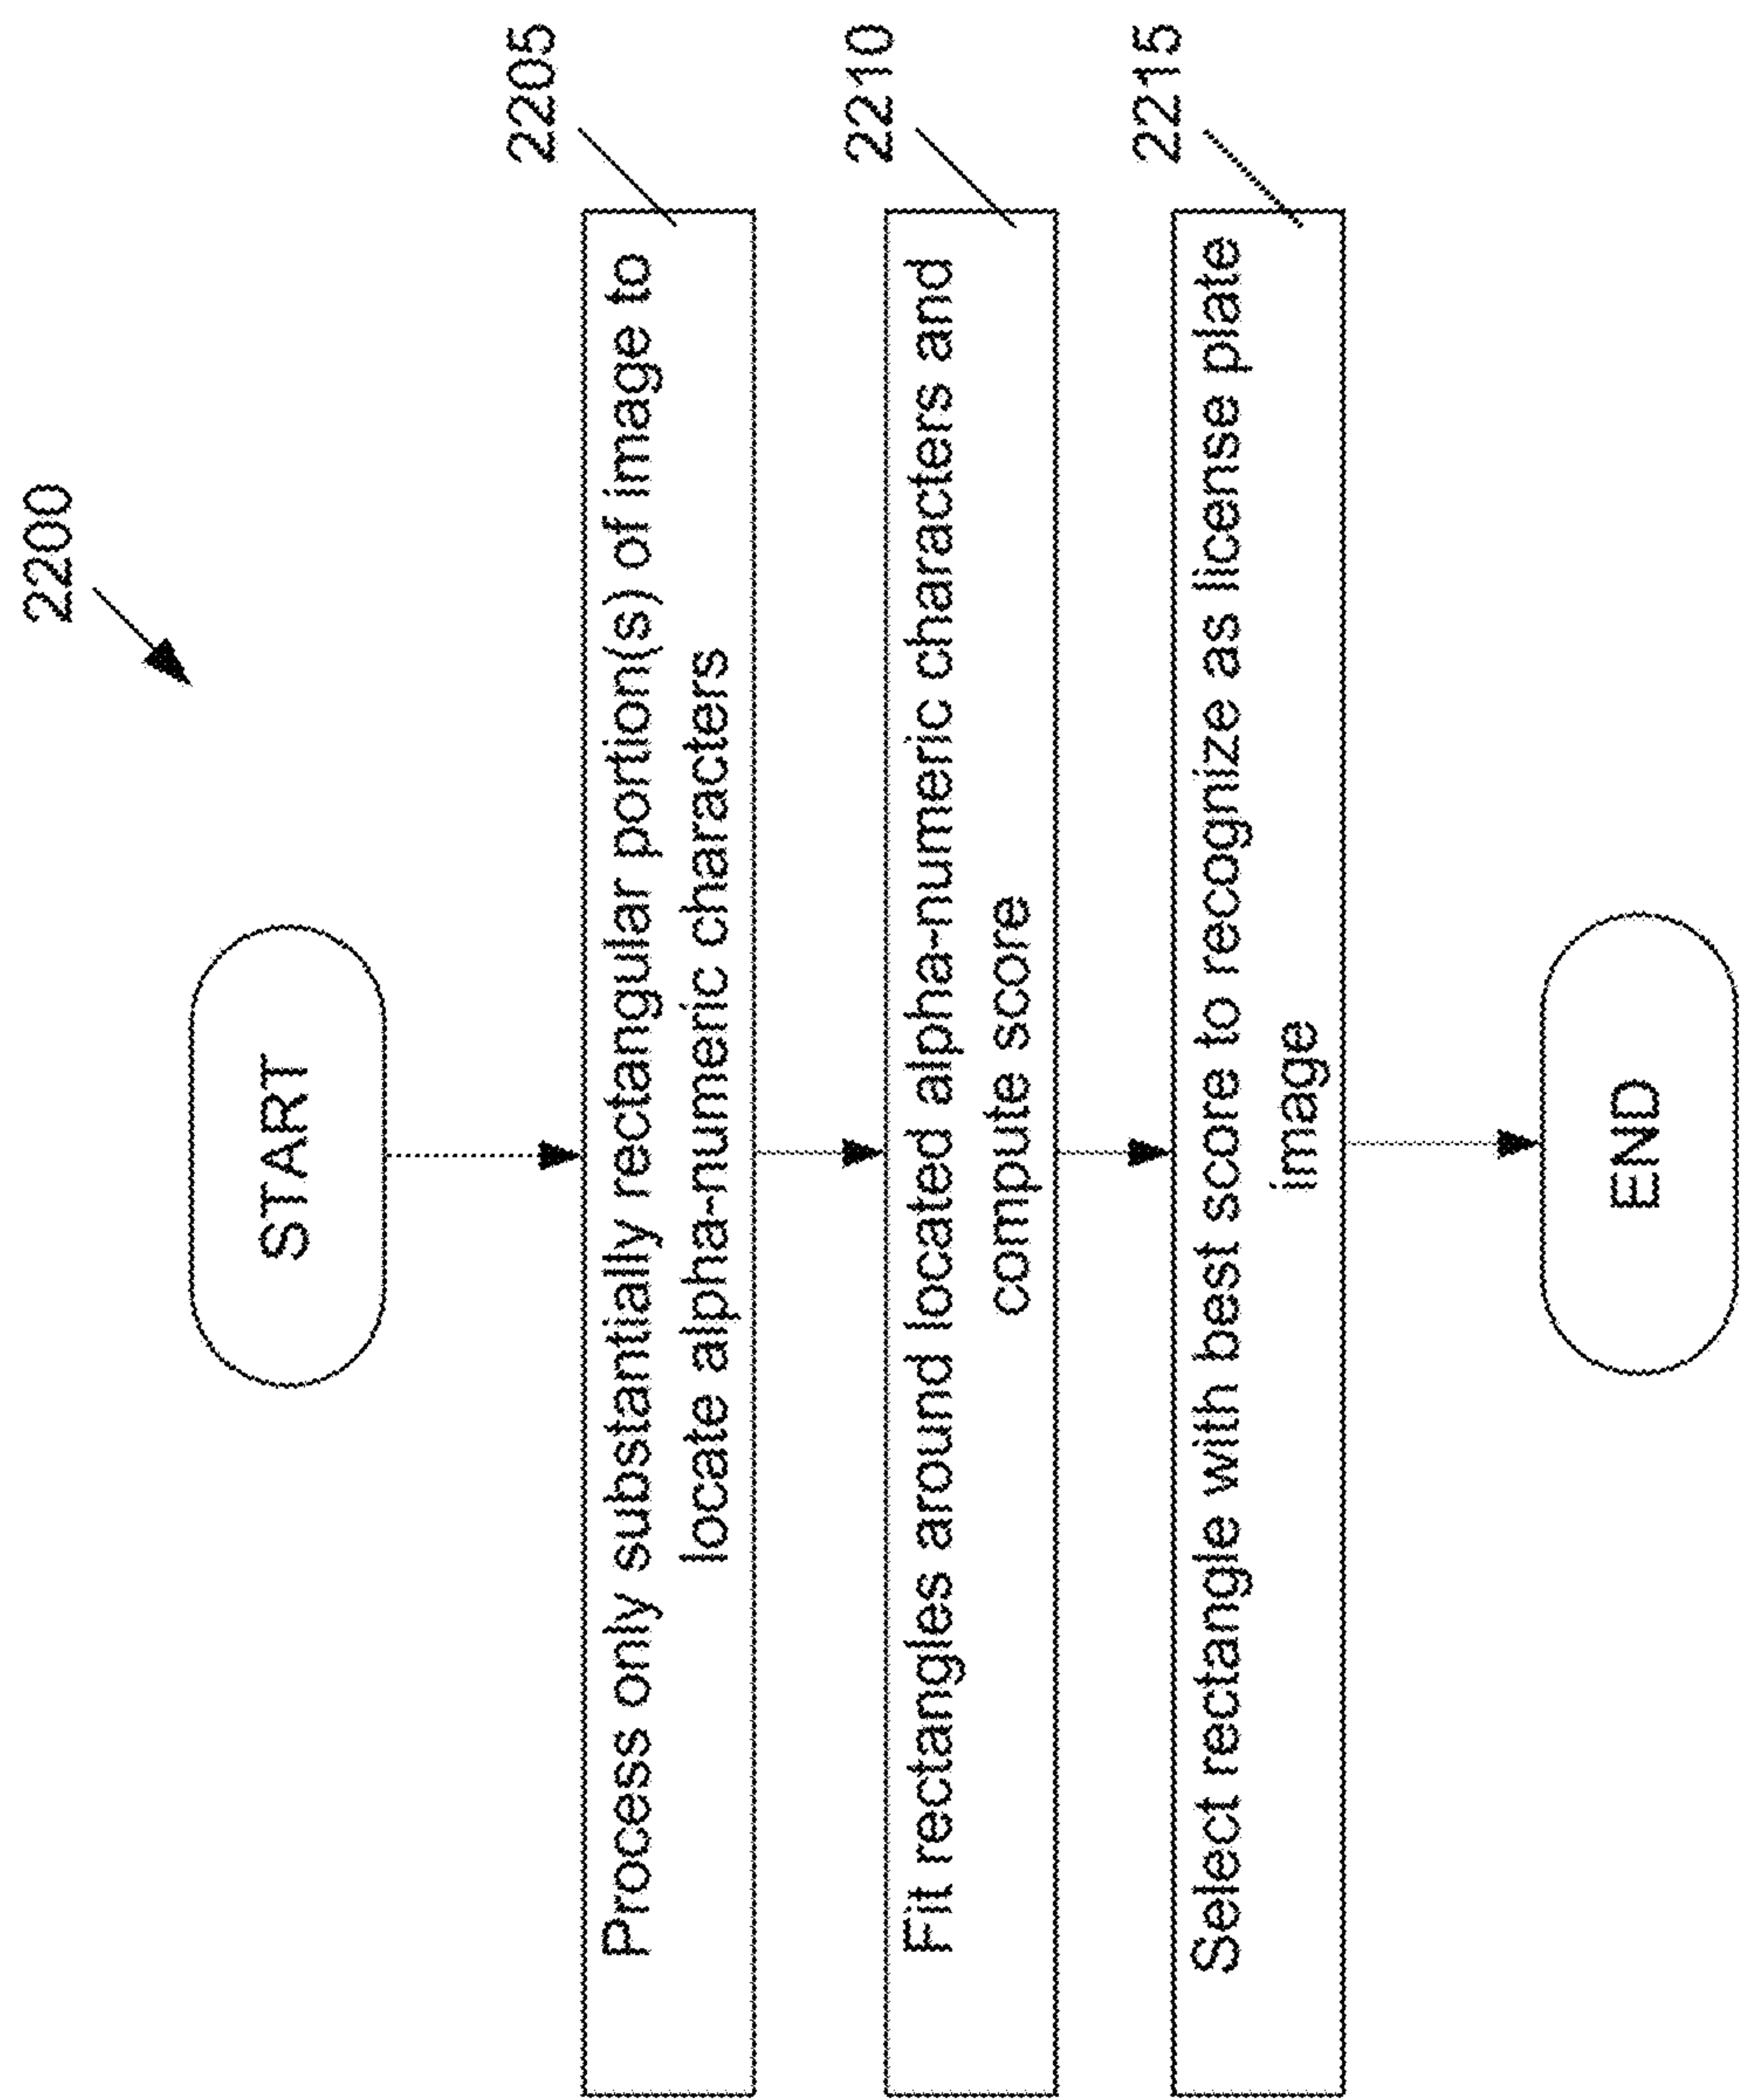 2200
START
2205
Process only substantially rectangular portion(s) of image to
locate alpha-numeric characters
2210
Fit rectangles around located alpha-numeric characters and
compute score
2215
Select rectangle with best score to recognize as license plate
image
END